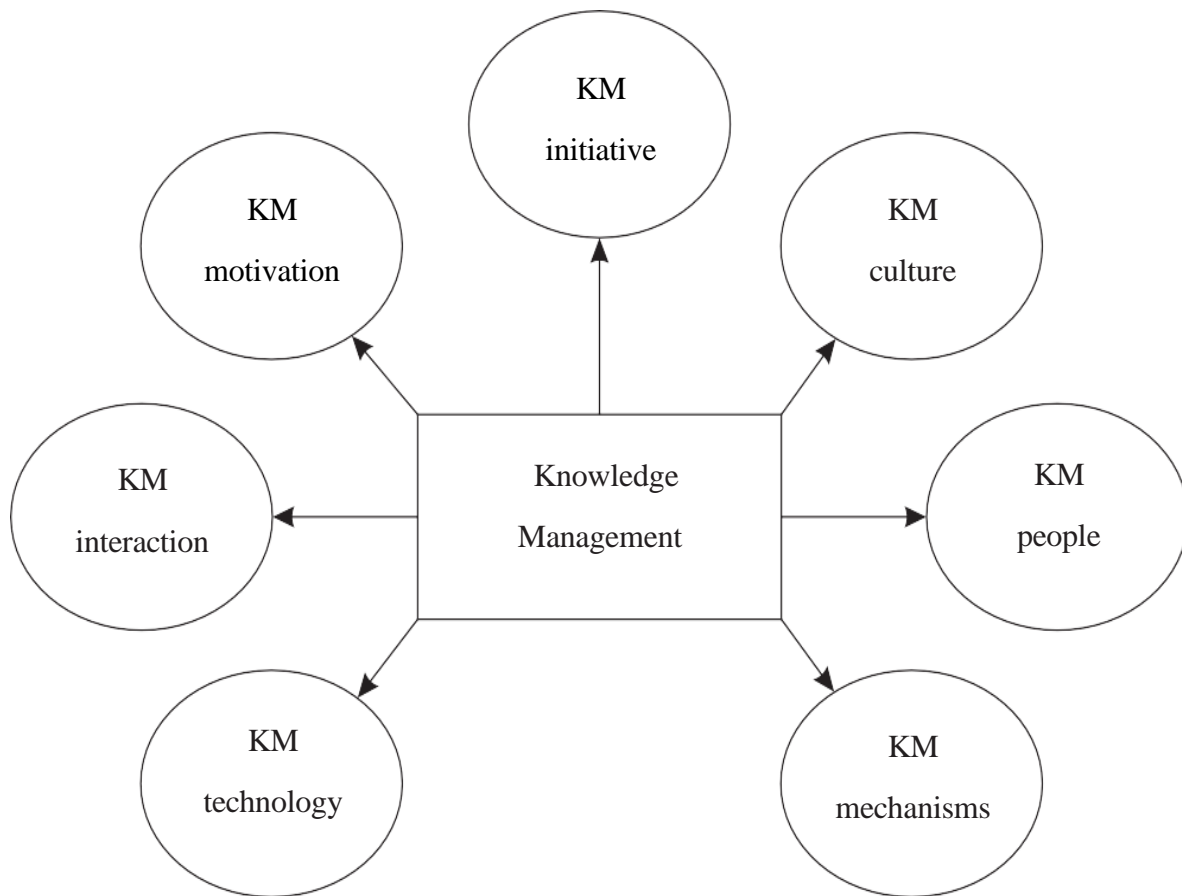 KM
initiative
KM
motivation
KM
culture
KM
interaction
Knowledge
Management
KM
people
KM
technology
KM
mechanisms